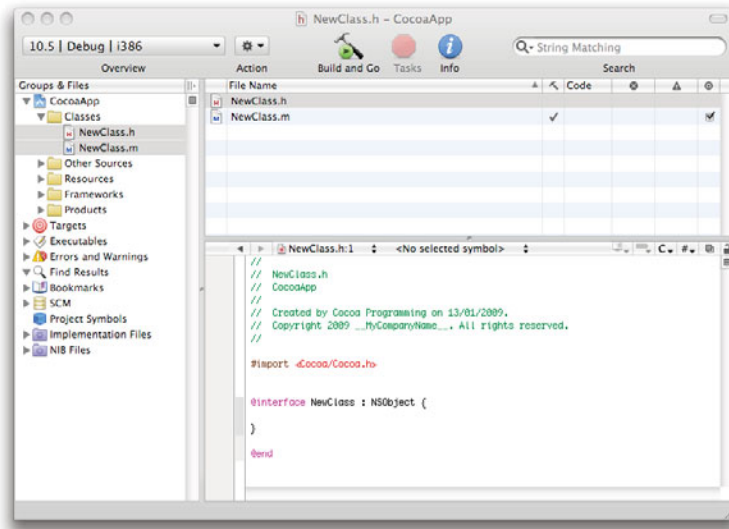 NewClass.h – CocoaApp
10.5 | Debug | i386
String Matching
Overview
Action
Build and Go
Tasks
Info
Search
Groups & Files
CocoaApp
Classes
NewClass.h
NewClass.m
Other Sources
Resources
Frameworks
Products
Targets
Executables
Errors and Warnings
Find Results
Bookmarks
SCM
Project Symbols
Implementation Files
NIB Files
File Name
Code
NewClass.h
NewClass.m
NewClass.h:1
<No selected symbol>
C
#
//
// NewClass.h
// CocoaApp
//
// Created by Cocoa Programming on 13/01/2009.
// Copyright 2009 __MyCompanyName__. All rights reserved.
//
#import <Cocoa/Cocoa.h>
@interface NewClass : NSObject {
}
@end